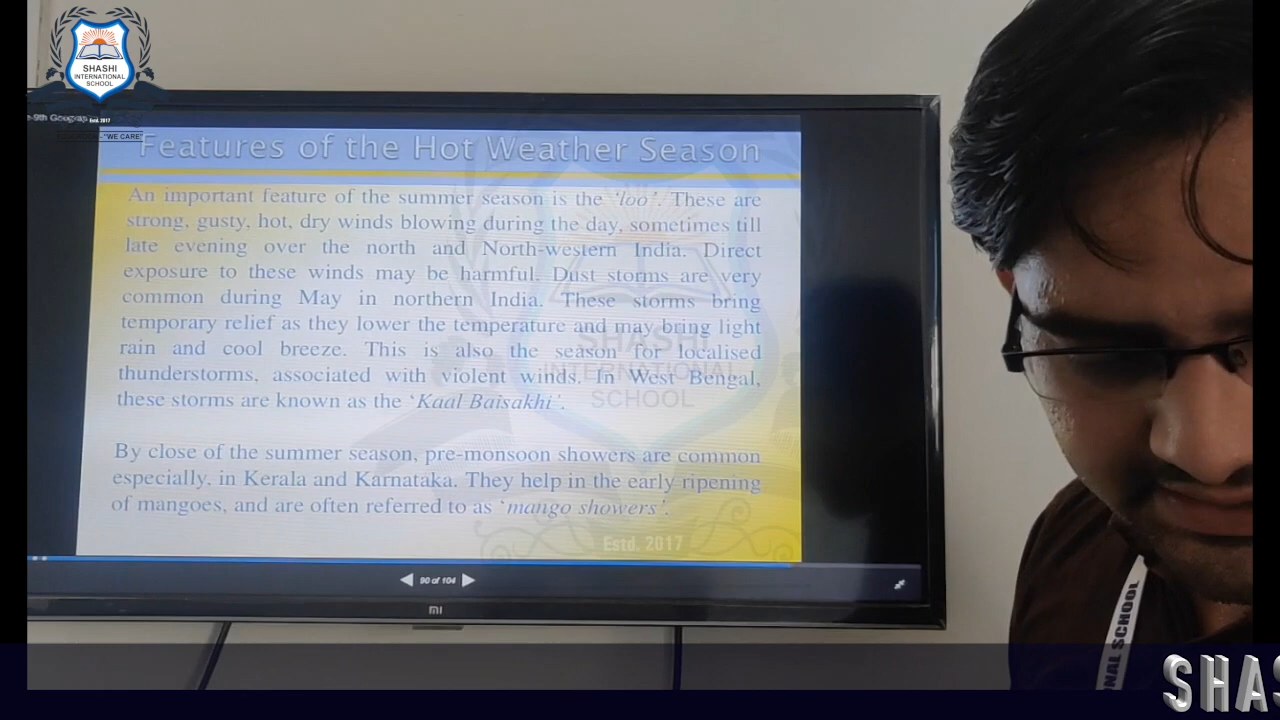 SHASHI
INTERNATIONAL
SCHOOL
Estd. 2017
"WE CARE"
Features of the Hot Weather Season
An important feature of the summer season is the ‘loo’. These are
strong, gusty, hot, dry winds blowing during the day, sometimes till
late evening over the north and North-western India. Direct
exposure to these winds may be harmful. Dust storms are very
common during May in northern India. These storms bring
temporary relief as they lower the temperature and may bring light
rain and cool breeze. This is also the season for localised
thunderstorms, associated with violent winds. In West Bengal,
these storms are known as the ‘Kaal Baisakhi’.
By close of the summer season, pre-monsoon showers are common
especially, in Kerala and Karnataka. They help in the early ripening
of mangoes, and are often referred to as ‘mango showers’.
SHASHI
INTERNATIONAL
SCHOOL
Estd. 2017
90 of 104
mi
NAL SCHOOL
SHAS